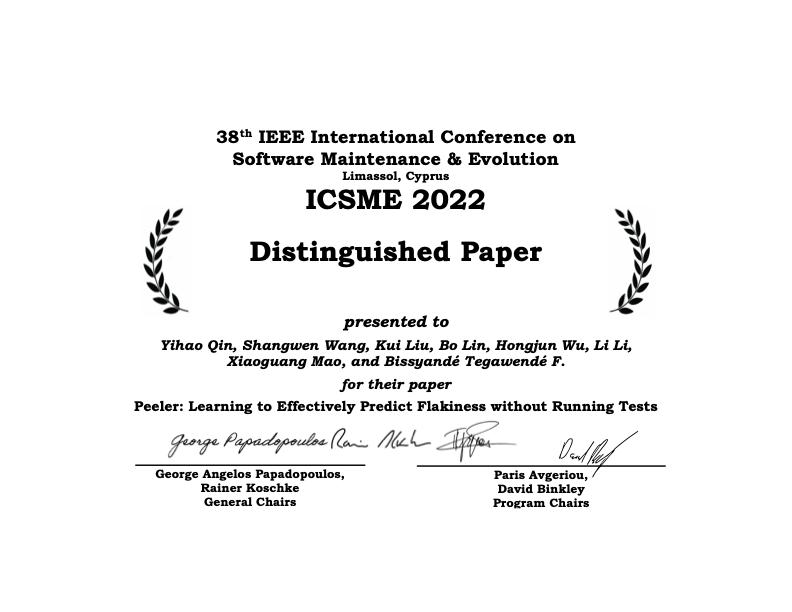 38th IEEE International Conference on
Software Maintenance & Evolution
Limassol, Cyprus
ICSME 2022
Distinguished Paper
presented to
Yihao Qin, Shangwen Wang, Kui Liu, Bo Lin, Hongjun Wu, Li Li,
Xiaoguang Mao, and Bissyandé Tegawendé F.
for their paper
Peeler: Learning to Effectively Predict Flakiness without Running Tests
George Papadopoulos
George Angelos Papadopoulos,
Rainer Koschke
General Chairs
Paris Avgeriou,
David Binkley
Program Chairs